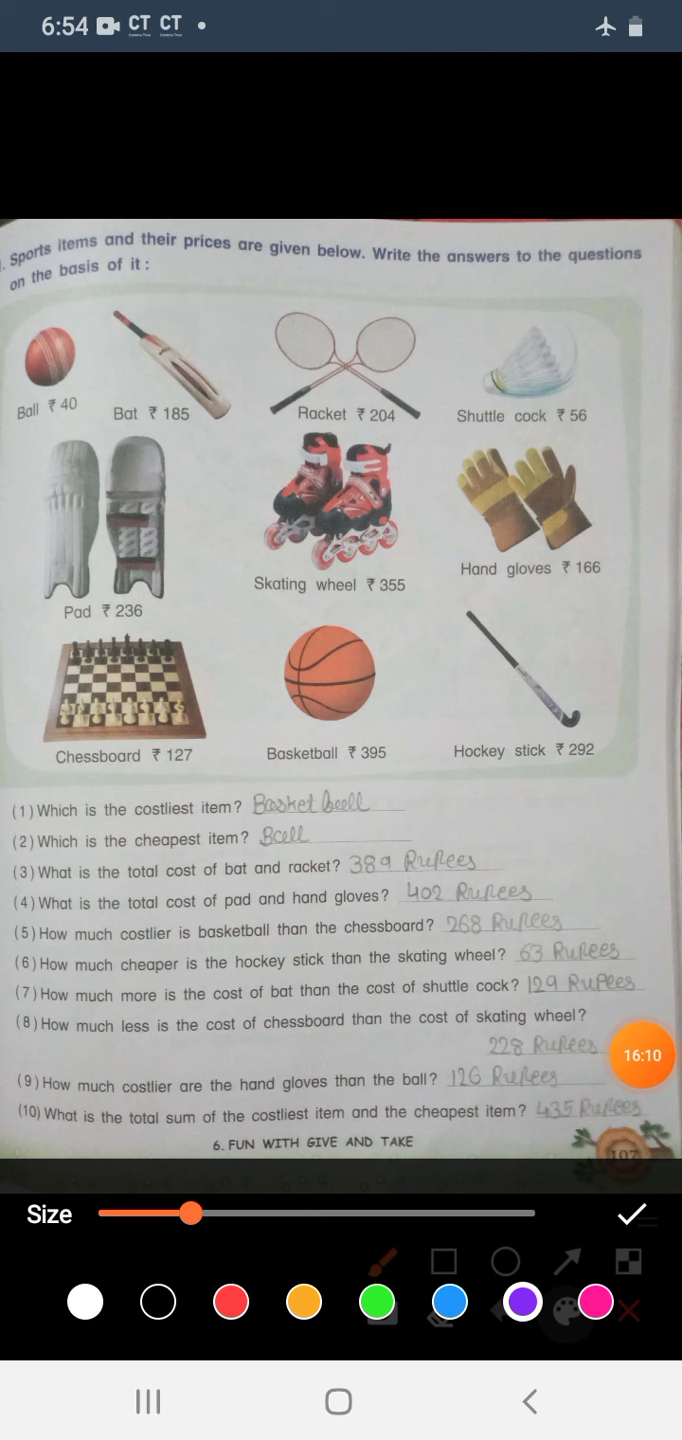 6:54 CT CT
. Sports items and their prices are given below. Write the answers to the questions
on the basis of it :
Ball ₹ 40
Bat ₹ 185
Racket ₹ 204
Shuttle cock ₹ 56
Pad ₹ 236
Skating wheel ₹ 355
Hand gloves ₹ 166
Chessboard ₹ 127
Basketball ₹ 395
Hockey stick ₹ 292
(1) Which is the costliest item? Basket ball
(2) Which is the cheapest item? Ball
(3) What is the total cost of bat and racket? 389 Rupees
(4) What is the total cost of pad and hand gloves? 402 Rupees
(5) How much costlier is basketball than the chessboard? 268 Rupees
(6) How much cheaper is the hockey stick than the skating wheel? 63 Rupees
(7) How much more is the cost of bat than the cost of shuttle cock? 129 Rupees
(8) How much less is the cost of chessboard than the cost of skating wheel?
228 Rupees
16:10
(9) How much costlier are the hand gloves than the ball? 126 Rupees
(10) What is the total sum of the costliest item and the cheapest item? 435 Rupees
6. FUN WITH GIVE AND TAKE
107
Size